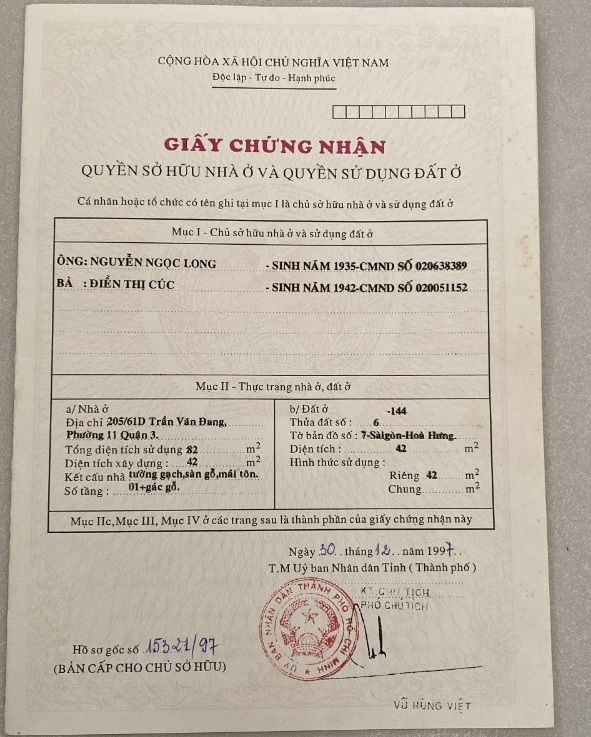 CỘNG HÒA XÃ HỘI CHỦ NGHĨA VIỆT NAM
Độc lập - Tự do - Hạnh phúc
GIẤY CHỨNG NHẬN
QUYỀN SỞ HỮU NHÀ Ở VÀ QUYỀN SỬ DỤNG ĐẤT Ở
Cá nhân hoặc tổ chức có tên ghi tại mục I là chủ sở hữu nhà ở và sử dụng đất ở
Mục I - Chủ sở hữu nhà ở và sử dụng đất ở
ÔNG: NGUYỄN NGỌC LONG - SINH NĂM 1935-CMND SỐ 020638389
BÀ : ĐIỀN THỊ CÚC - SINH NĂM 1942-CMND SỐ 020051152
Mục II - Thực trạng nhà ở, đất ở
a/ Nhà ở
Địa chỉ 205/61D Trần Văn Đang,
Phường 11 Quận 3.
Tổng diện tích sử dụng 82 m2
Diện tích xây dựng : 42 m2
Kết cấu nhà tường gạch,sàn gỗ,mái tôn.
Số tầng : 01+gác gỗ.
b/ Đất ở -144
Thửa đất số : 6
Tờ bản đồ số : 7-Sàigòn-Hoà Hưng.
Diện tích : 42 m2
Hình thức sử dụng :
Riêng 42 m2
Chung m2
Mục IIc,Mục III, Mục IV ở các trang sau là thành phần của giấy chứng nhận này
Ngày 30 tháng 12 năm 1997
T.M Uỷ ban Nhân dân Tỉnh ( Thành phố )
KT CHỦ TỊCH
PHÓ CHỦ TỊCH
ỦY BAN NHÂN DÂN THÀNH PHỐ HỒ CHÍ MINH
Hồ sơ gốc số 15321/97
(BẢN CẤP CHO CHỦ SỞ HỮU)
VŨ HÙNG VIỆT